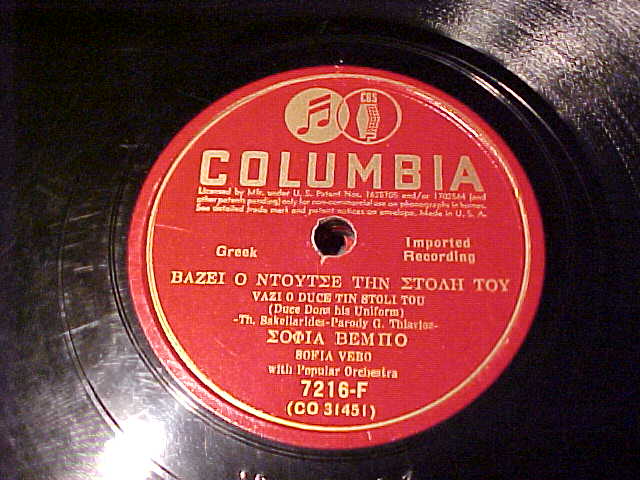 CBS
COLUMBIA
Licensed by Mfr. under U. S. Patent Nos. 1625705 and/or 1702564 (and
other patents pending) only for non-commercial use on phonographs in homes.
See detailed trade mark and patent notices on envelope. Made in U. S. A.
Greek
Imported
Recording
ΒΑΖΕΙ Ο ΝΤΟΥΤΣΕ ΤΗΝ ΣΤΟΛΗ ΤΟΥ
VAZI O DUCE TIN STOLI TOU
(Duce Dons his Uniform)
-Th. Sakellarides-Parody G. Thiavios-
ΣΟΦΙΑ ΒΕΜΠΟ
SOFIA VEBO
with Popular Orchestra
7216-F
(CO 31451)